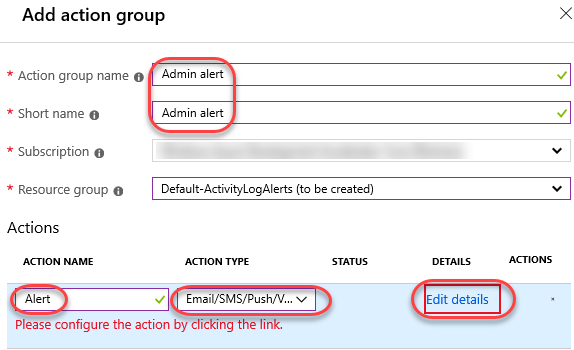 Add action group
* Action group name Admin alert
* Short name Admin alert
* Subscription
* Resource group Default-ActivityLogAlerts (to be created)
Actions
ACTION NAME ACTION TYPE STATUS DETAILS ACTIONS
Alert Email/SMS/Push/V... Edit details
Please configure the action by clicking the link.